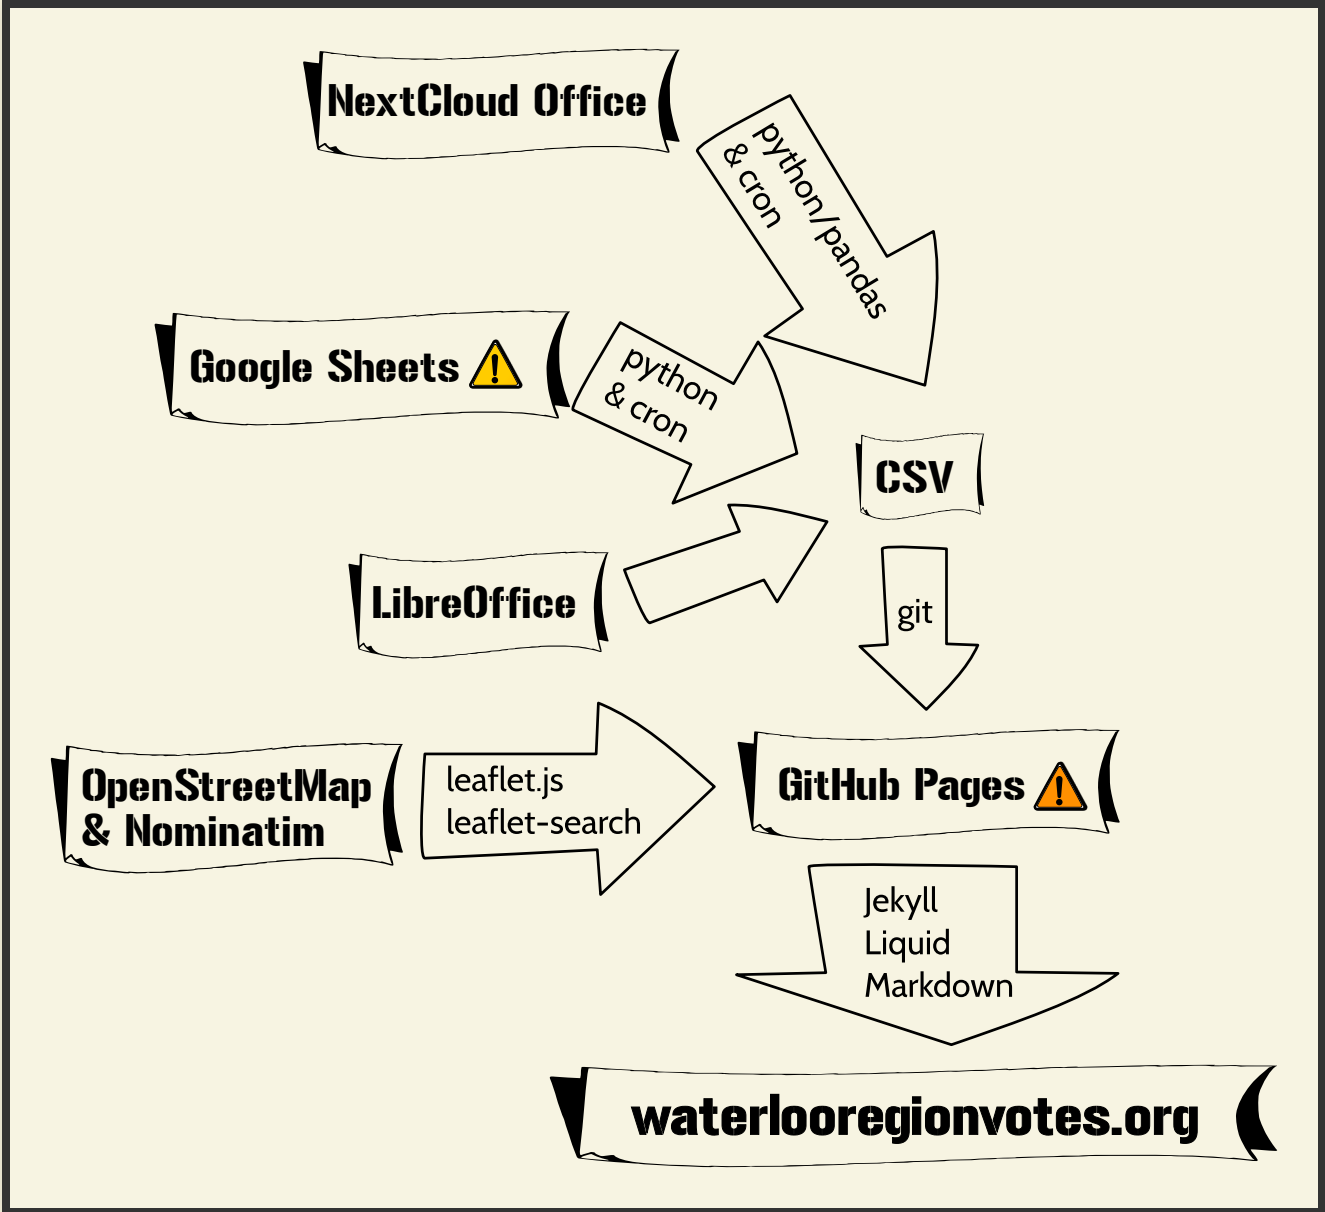 NextCloud Office
python/pandas
& cron
Google Sheets
python
& cron
CSV
LibreOffice
git
OpenStreetMap
& Nominatim
leaflet.js
leaflet-search
GitHub Pages
Jekyll
Liquid
Markdown
waterlooregionvotes.org